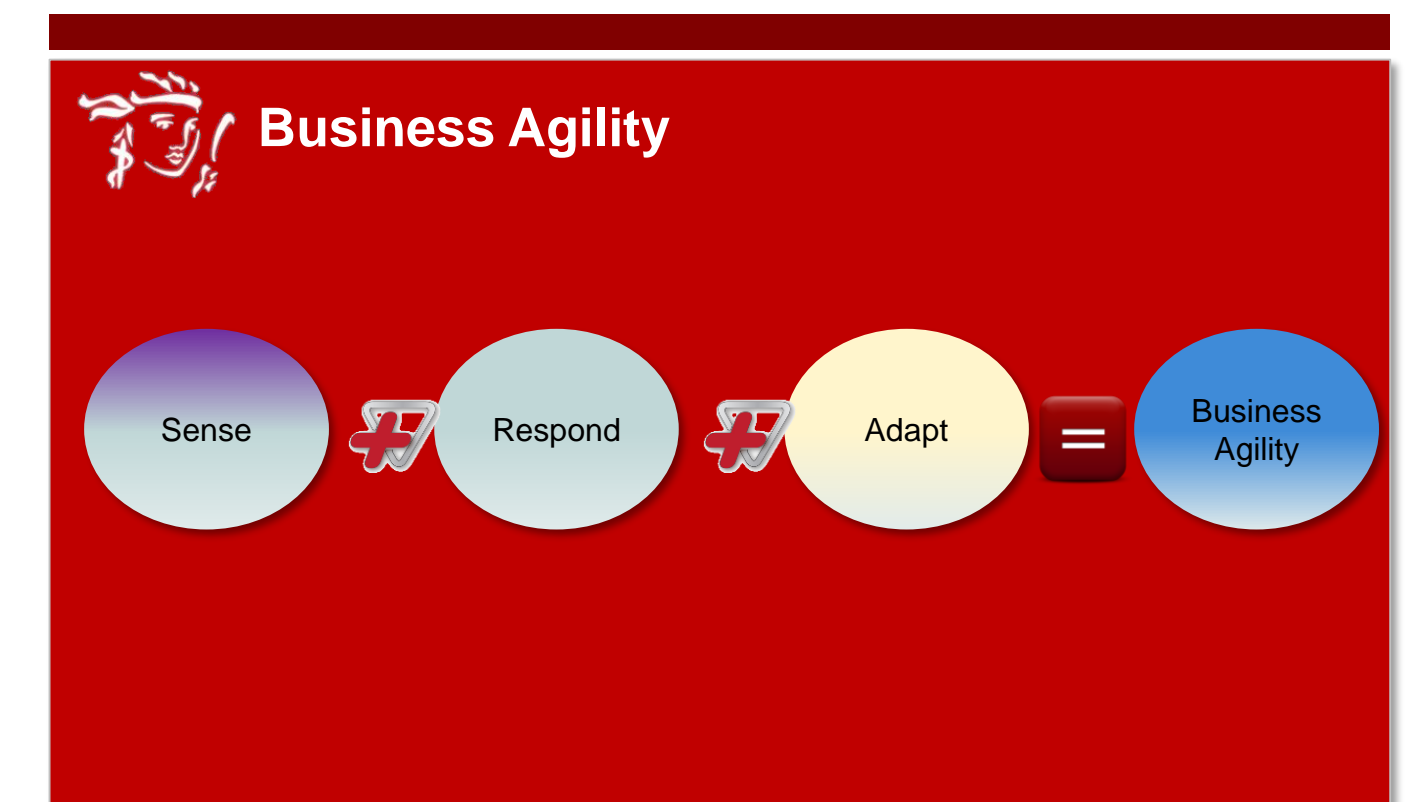 Business Agility
Sense
Respond
Adapt
=
Business
Agility